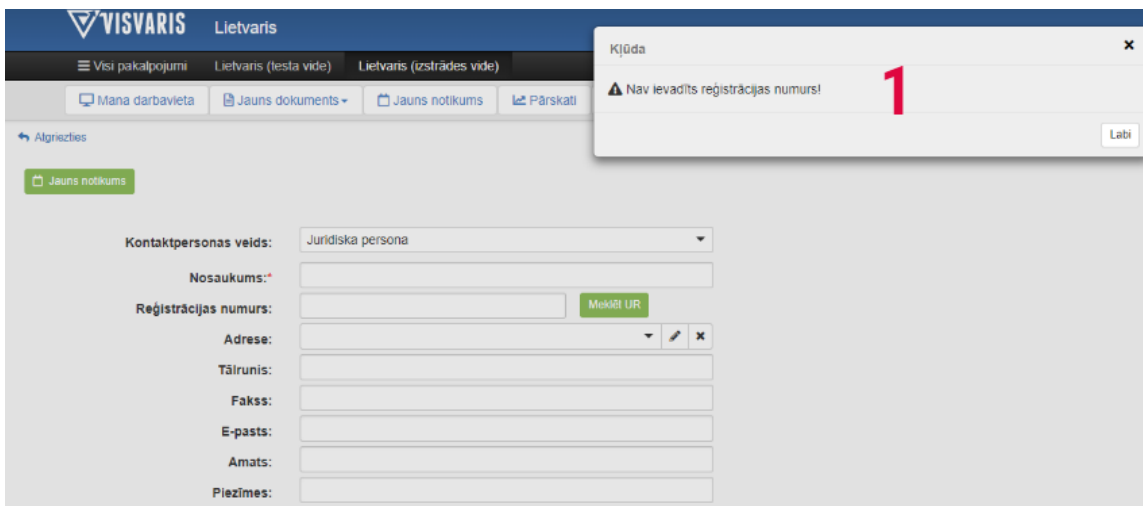 VISVARIS Lietvaris
Kļūda
Visi pakalpojumi Lietvaris (testa vide) Lietvaris (izstrādes vide)
Nav ievadīts reģistrācijas numurs!
1
Mana darbavieta Jauns dokuments Jauns notikums Pārskati
Labi
Atgriezties
Jauns notikums
Kontaktpersonas veids: Juridiska persona
Nosaukums:*
Reģistrācijas numurs: Meklēt UR
Adrese:
Tālrunis:
Fakss:
E-pasts:
Amats:
Piezīmes: